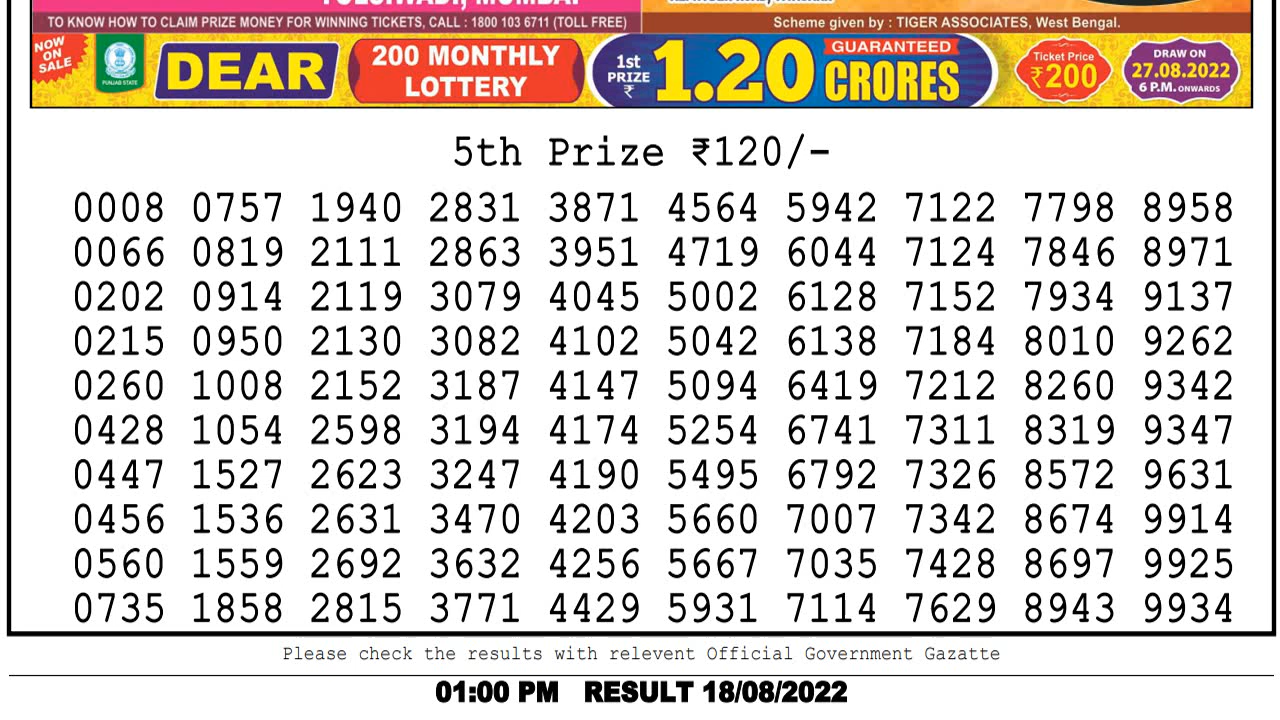 TO KNOW HOW TO CLAIM PRIZE MONEY FOR WINNING TICKETS, CALL : 1800 103 6711 (TOLL FREE)
Scheme given by : TIGER ASSOCIATES, West Bengal.
NOW ON SALE
PUNJAB STATE
DEAR
200 MONTHLY
LOTTERY
1st
PRIZE
₹
1.20
GUARANTEED
CRORES
Ticket Price
₹200
DRAW ON
27.08.2022
6 P.M. ONWARDS
5th Prize ₹120/-
0008 0757 1940 2831 3871 4564 5942 7122 7798 8958
0066 0819 2111 2863 3951 4719 6044 7124 7846 8971
0202 0914 2119 3079 4045 5002 6128 7152 7934 9137
0215 0950 2130 3082 4102 5042 6138 7184 8010 9262
0260 1008 2152 3187 4147 5094 6419 7212 8260 9342
0428 1054 2598 3194 4174 5254 6741 7311 8319 9347
0447 1527 2623 3247 4190 5495 6792 7326 8572 9631
0456 1536 2631 3470 4203 5660 7007 7342 8674 9914
0560 1559 2692 3632 4256 5667 7035 7428 8697 9925
0735 1858 2815 3771 4429 5931 7114 7629 8943 9934
Please check the results with relevent Official Government Gazatte
01:00 PM RESULT 18/08/2022